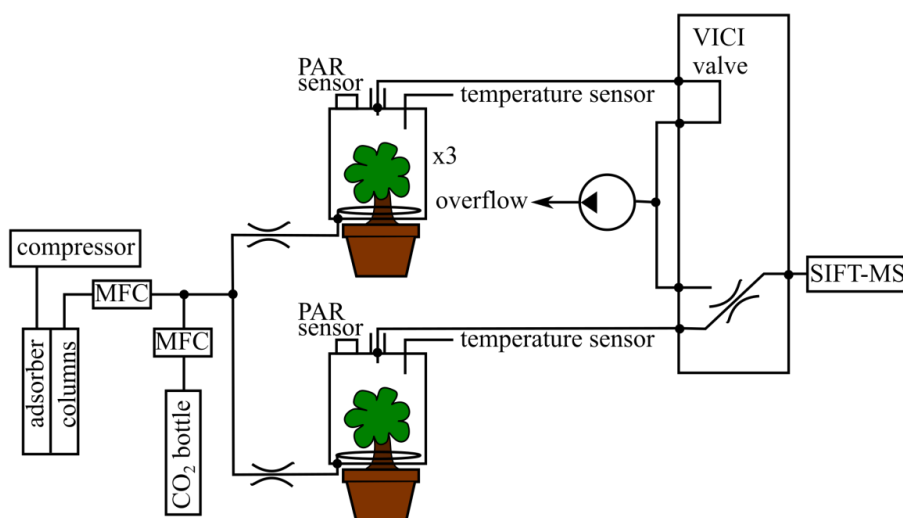 VICI
valve
PAR
sensor
temperature sensor
x3
overflow
compressor
MFC
SIFT-MS
PAR
sensor
temperature sensor
MFC
adsorber
columns
CO₂ bottle